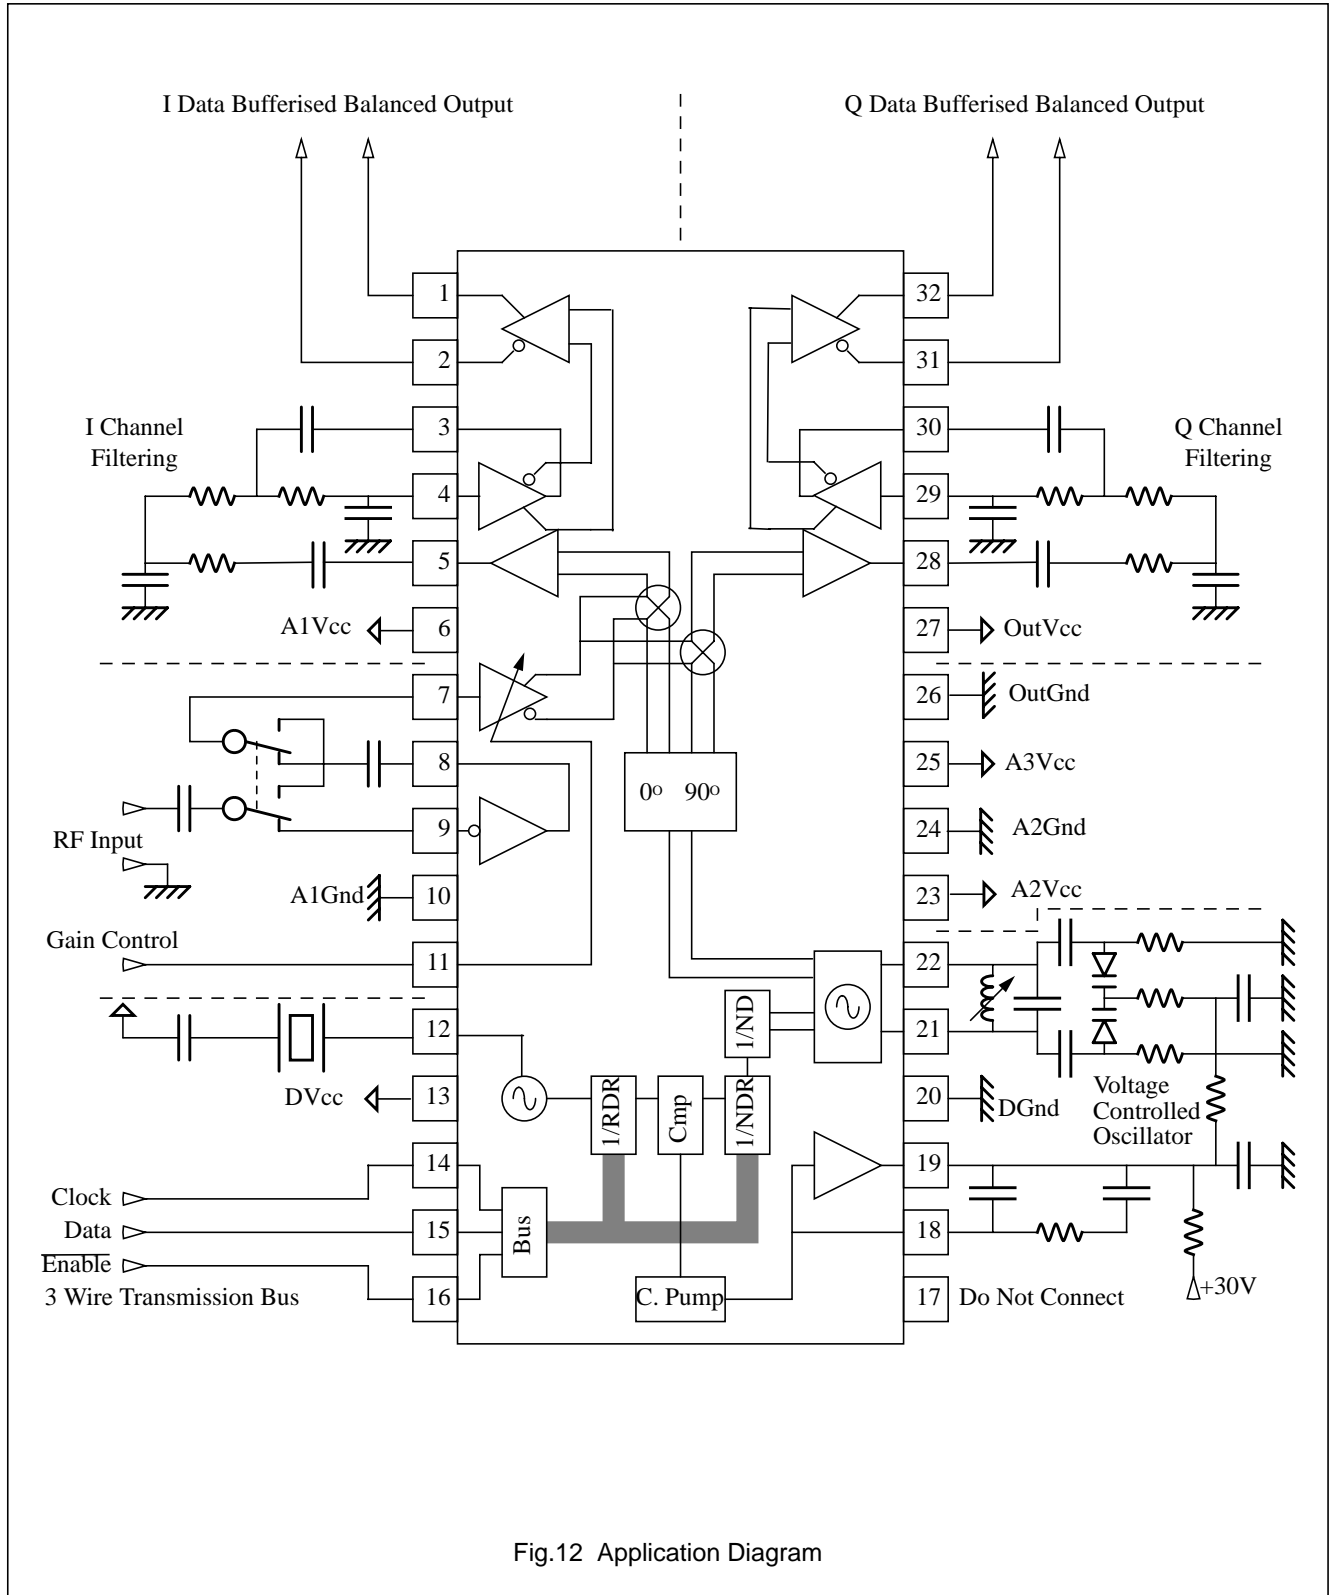 I Data Bufferised Balanced Output
Q Data Bufferised Balanced Output
1
32
2
31
I Channel
Filtering
3
30
Q Channel
Filtering
4
29
5
28
A1Vcc
6
27
OutVcc
7
26
OutGnd
8
25
A3Vcc
0o 90o
RF Input
9
24
A2Gnd
A1Gnd
10
23
A2Vcc
Gain Control
11
22
12
1/ND
21
DVcc
13
1/RDR
Cmp
1/NDR
20
DGnd
Voltage
Controlled
Oscillator
14
19
Clock
Data
15
Bus
18
Enable
3 Wire Transmission Bus
16
C. Pump
17
Do Not Connect
+30V
Fig.12 Application Diagram